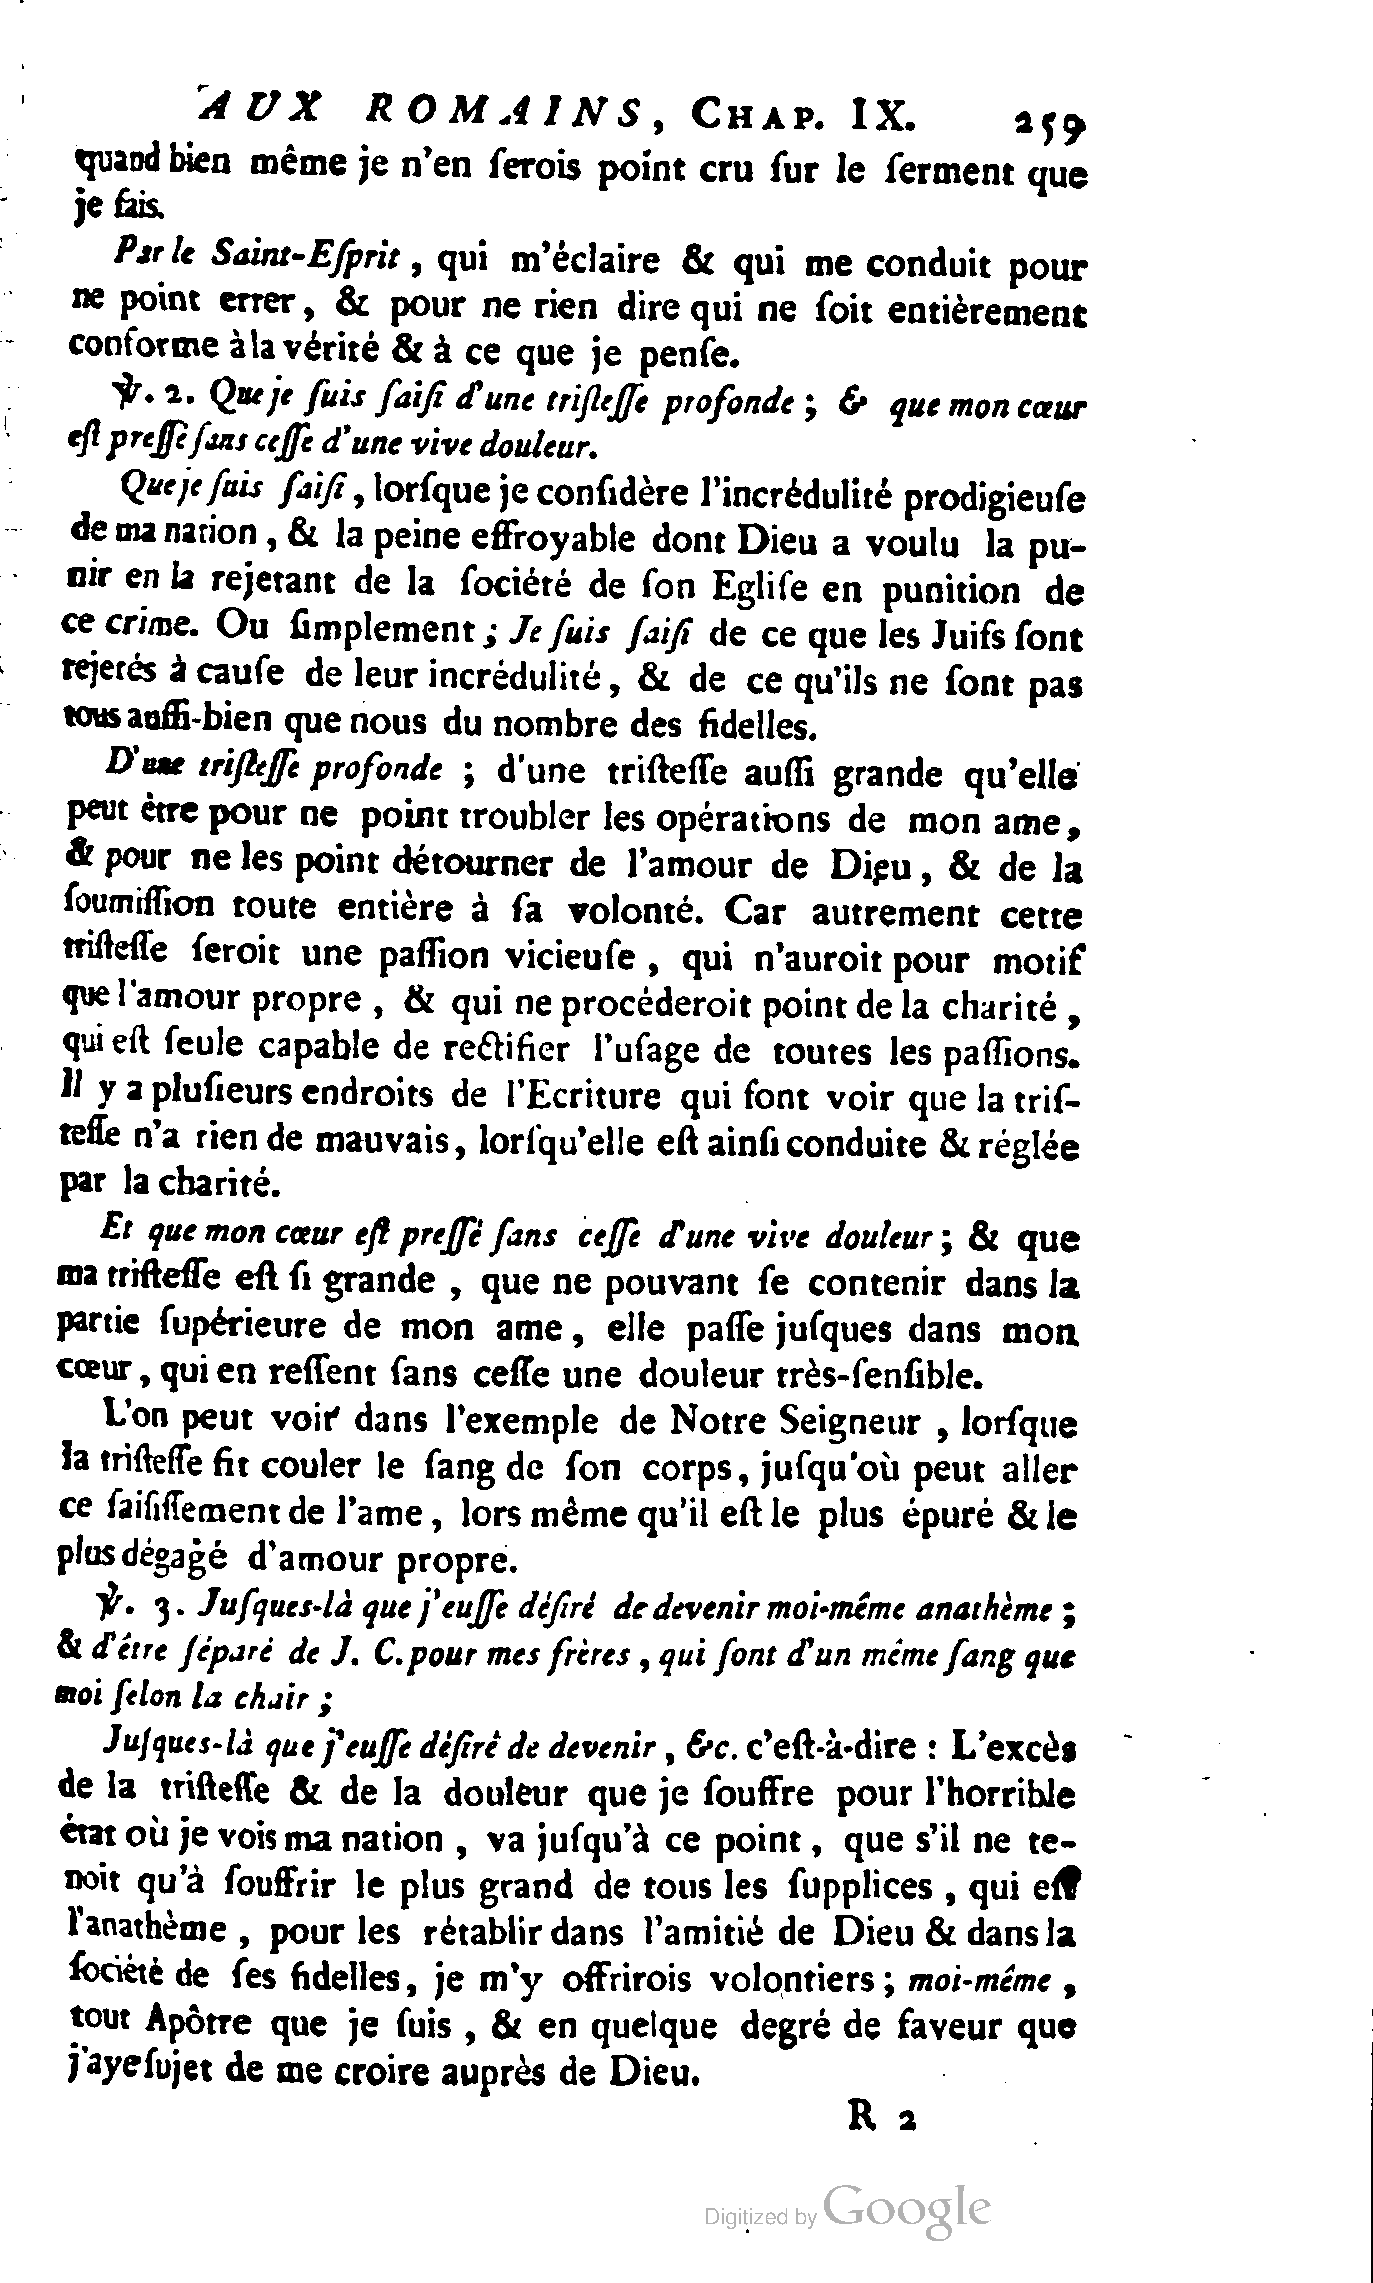 AUX ROMAINS, CHAP. IX. 259
quand bien même je n'en ſerois point cru ſur le ſerment que
je fais.
Par le Saint-Eſprit, qui m'éclaire & qui me conduit pour
ne point errer, & pour ne rien dire qui ne ſoit entièrement
conforme à la vérité & à ce que je penſe.
℣. 2. Que je ſuis ſaiſi d'une triſteſſe profonde ; & que mon cœur
eſt preſſé ſans ceſſe d'une vive douleur.
Que je ſuis ſaiſi, lorſque je conſidère l'incrédulité prodigieuſe
de ma nation, & la peine effroyable dont Dieu a voulu la pu-
nir en la rejetant de la ſociété de ſon Egliſe en punition de
ce crime. Ou ſimplement ; Je ſuis ſaiſi de ce que les Juifs ſont
rejetés à cauſe de leur incrédulité, & de ce qu'ils ne ſont pas
tous auſſi-bien que nous du nombre des fidelles.
D'une triſteſſe profonde ; d'une triſteſſe auſſi grande qu'elle
peut être pour ne point troubler les opérations de mon ame,
& pour ne les point détourner de l'amour de Dieu, & de la
ſoumiſſion toute entière à ſa volonté. Car autrement cette
triſteſſe ſeroit une paſſion vicieuſe, qui n'auroit pour motif
que l'amour propre, & qui ne procéderoit point de la charité,
qui eſt ſeule capable de rectifier l'uſage de toutes les paſſions.
Il y a pluſieurs endroits de l'Ecriture qui font voir que la triſ-
teſſe n'a rien de mauvais, lorſqu'elle eſt ainſi conduite & réglée
par la charité.
Et que mon cœur eſt preſſé ſans ceſſe d'une vive douleur ; & que
ma triſteſſe eſt ſi grande, que ne pouvant ſe contenir dans la
partie ſupérieure de mon ame, elle paſſe juſques dans mon
cœur, qui en reſſent ſans ceſſe une douleur très-ſenſible.
L'on peut voir dans l'exemple de Notre Seigneur, lorſque
la triſteſſe fit couler le ſang de ſon corps, juſqu'où peut aller
ce ſaiſiſſement de l'ame, lors même qu'il eſt le plus épuré & le
plus dégagé d'amour propre.
℣. 3. Juſques-là que j'euſſe déſiré de devenir moi-même anathème ;
& d'être ſéparé de J. C. pour mes frères, qui ſont d'un même ſang que
moi ſelon la chair ;
Juſques-là que j'euſſe déſiré de devenir, &c. c'eſt-à-dire : L'excès
de la triſteſſe & de la douleur que je ſouffre pour l'horrible
état où je vois ma nation, va juſqu'à ce point, que s'il ne te-
noit qu'à ſouffrir le plus grand de tous les ſupplices, qui eſt
l'anathème, pour les rétablir dans l'amitié de Dieu & dans la
ſociété de ſes fidelles, je m'y offrirois volontiers ; moi-même,
tout Apôtre que je ſuis, & en quelque degré de faveur que
j'aye ſujet de me croire auprès de Dieu.
R 2
Digitized by Google